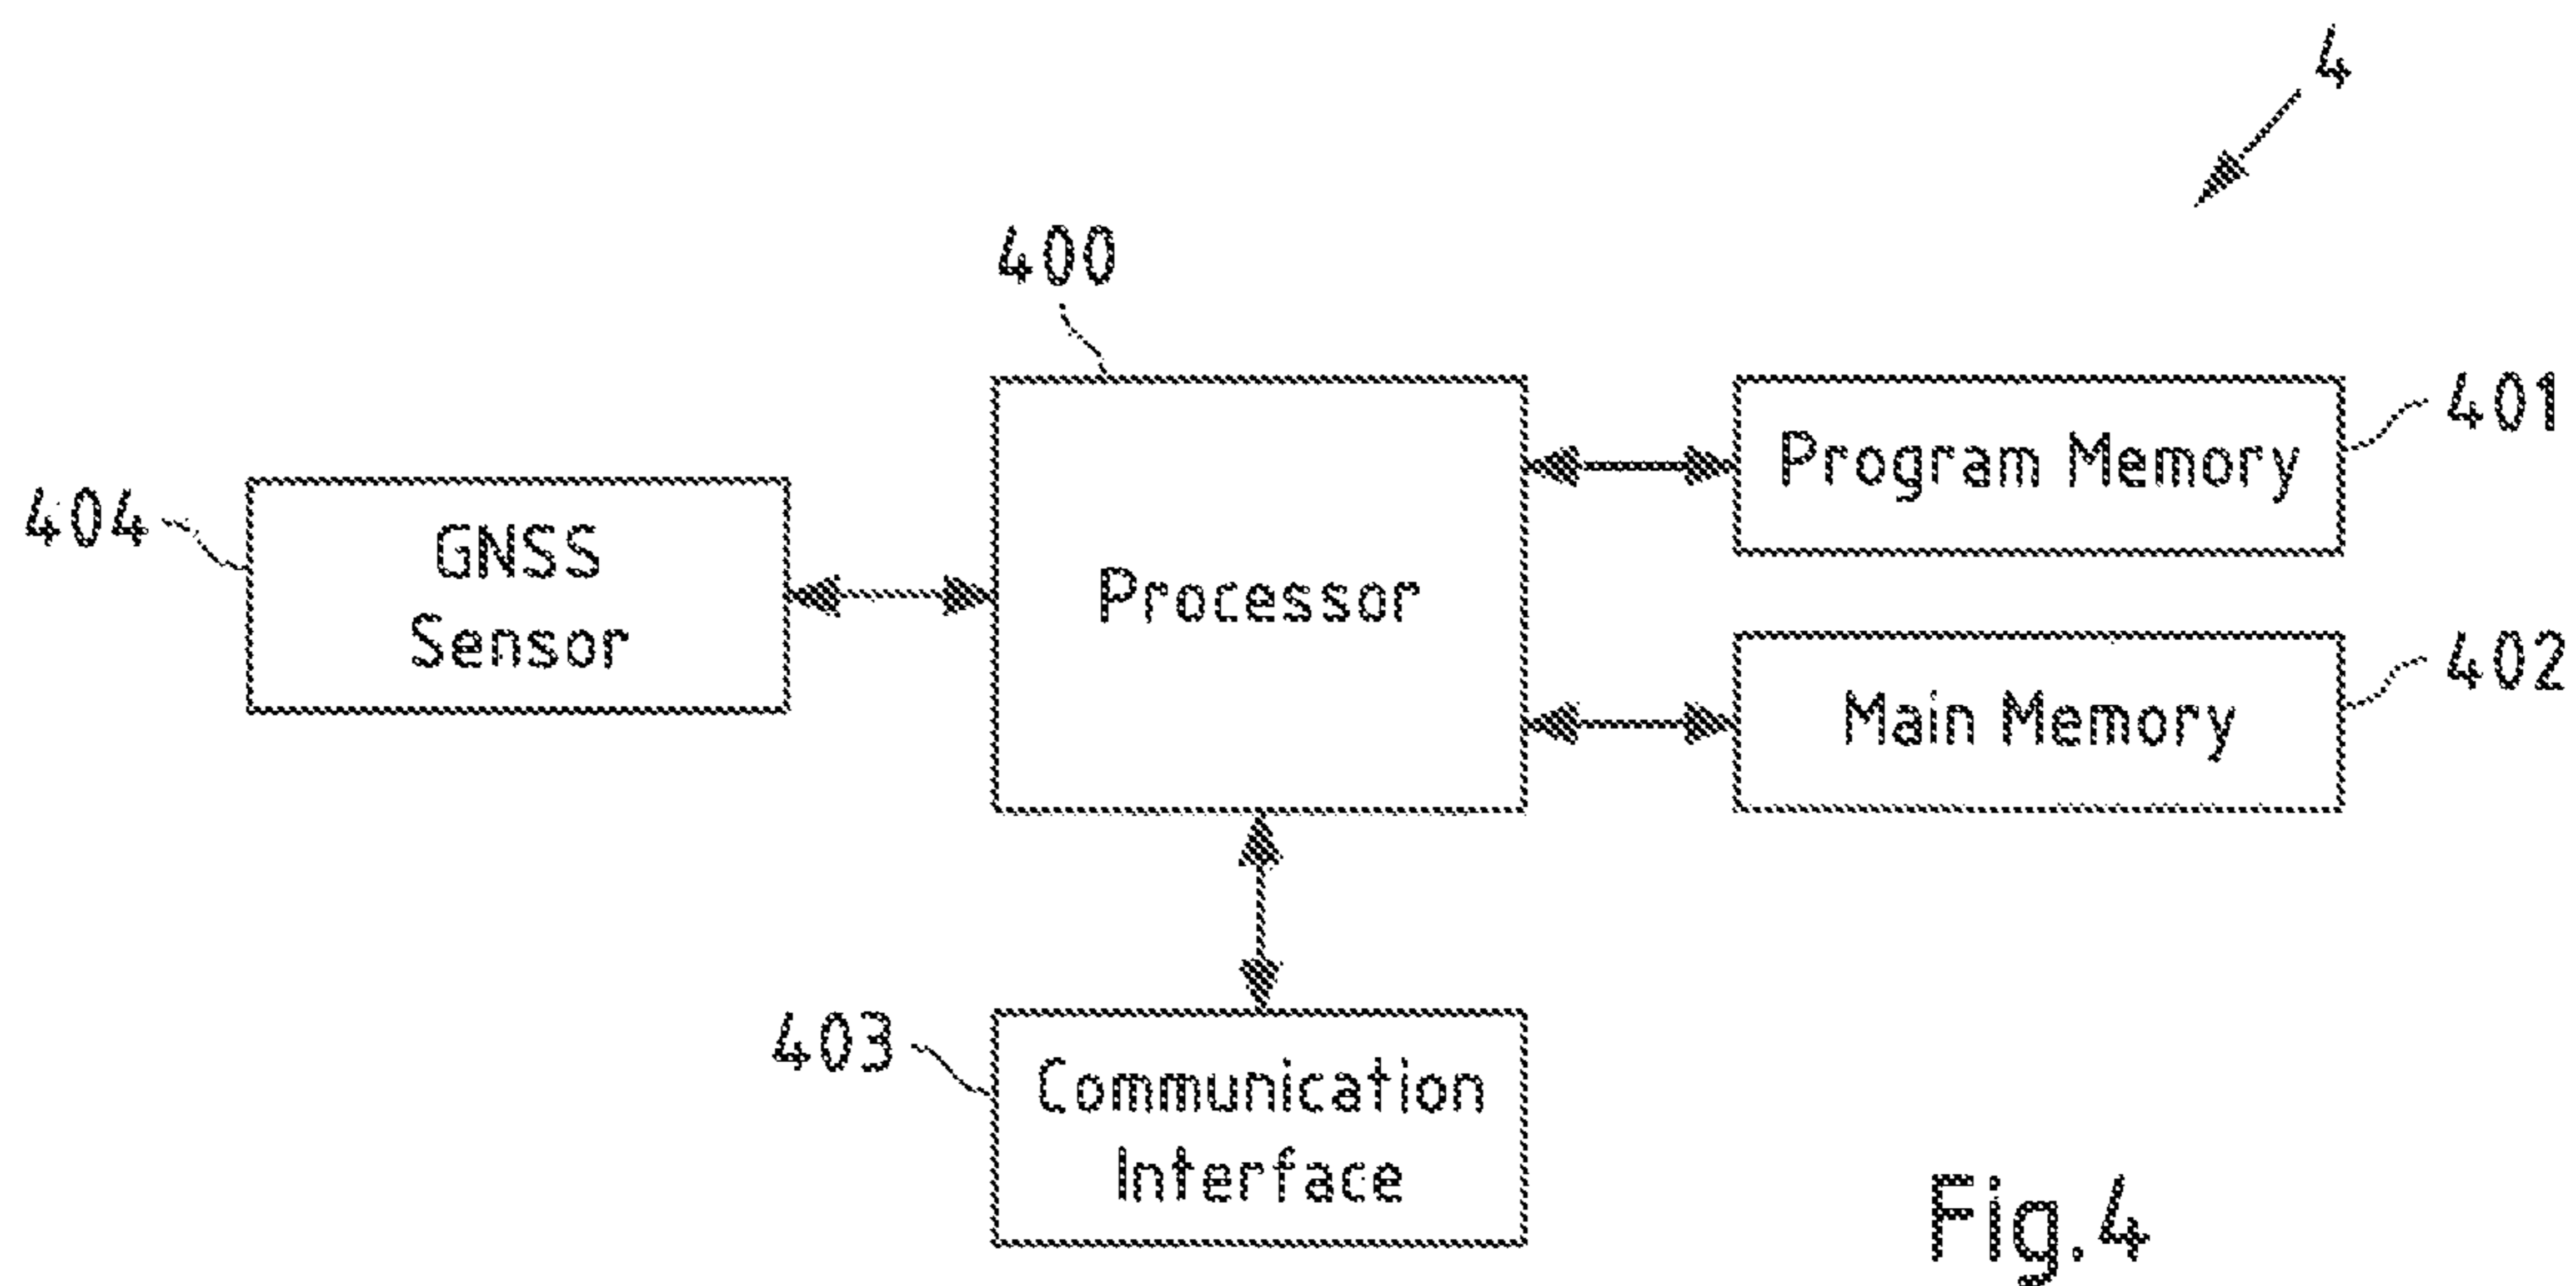 4
400
401
Program Memory
404
GNSS
Sensor
Processor
402
Main Memory
403
Communication
Interface
Fig.4